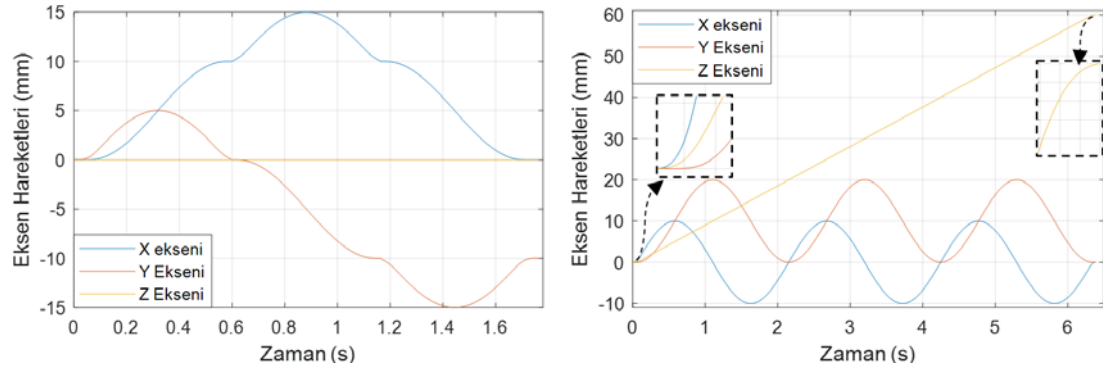 Eksen Hareketleri (mm)
15
10
5
0
-5
-10
-15
X ekseni
Y Ekseni
Z Ekseni
0 0.2 0.4 0.6 0.8 1 1.2 1.4 1.6
Zaman (s)
Eksen Hareketleri (mm)
60
50
40
30
20
10
0
-10
X ekseni
Y Ekseni
Z Ekseni
0 1 2 3 4 5 6
Zaman (s)